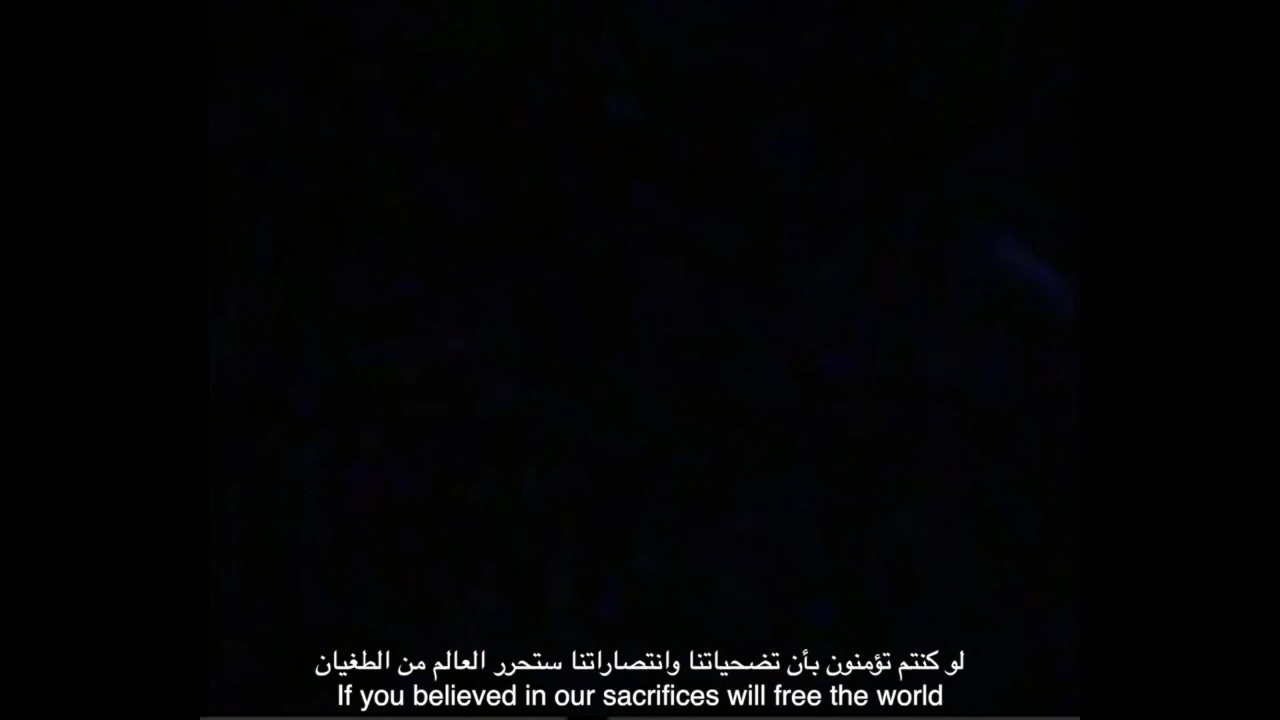 لو كنتم تؤمنون بأن تضحياتنا وانتصاراتنا ستحرر العالم من الطغيان
If you believed in our sacrifices will free the world